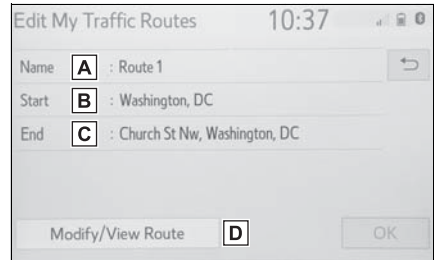 Edit My Traffic Routes 10:37
Name A : Route 1
Start B : Washington, DC
End C : Church St Nw, Washington, DC
Modify/View Route D OK